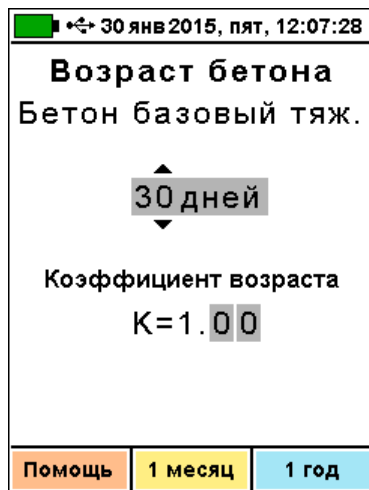 30 янв 2015, пят, 12:07:28
Возраст бетона
Бетон базовый тяж.
30 дней
Коэффициент возраста
K=1.00
Помощь 1 месяц 1 год